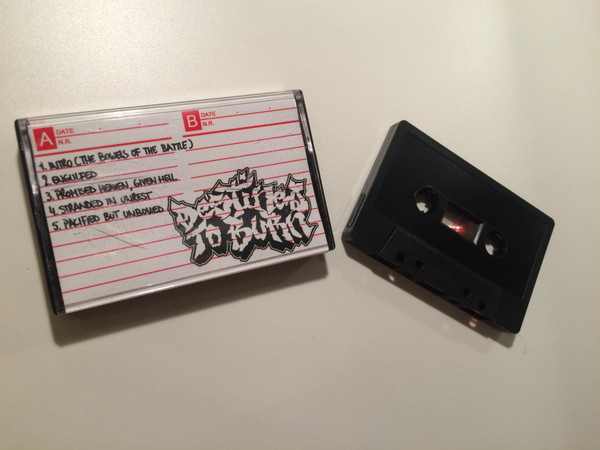 A DATE
N.R.
B DATE
N.R.
1. INTRO (THE BOWELS OF THE BATTLE)
2. ENGULFED
3. PROMISED HEAVEN, GIVEN HELL
4. STRANDED IN UNREST
5. PACIFIED BUT UNBOWED
Destined
To Burn